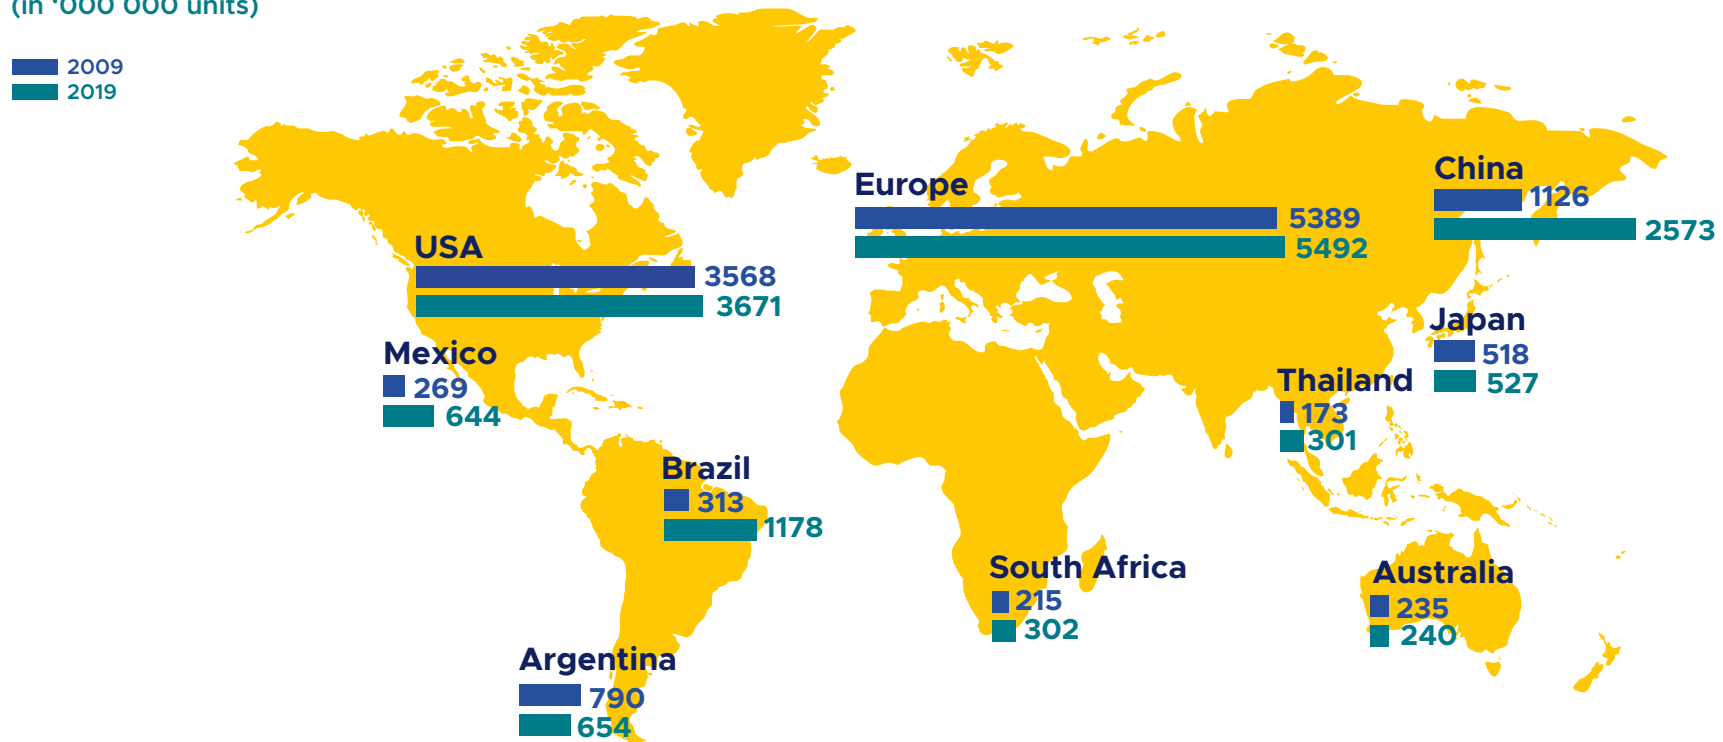 (in ‘000 000 units)
2009
2019
USA
3568
3671
Mexico
269
644
Brazil
313
1178
Argentina
790
654
Europe
5389
5492
South Africa
215
302
China
1126
2573
Japan
518
527
Thailand
173
301
Australia
235
240